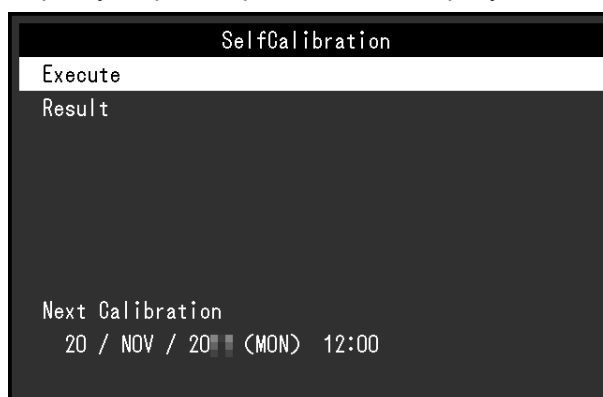 SelfCalibration
Execute
Result
Next Calibration
20 / NOV / 20 (MON) 12:00